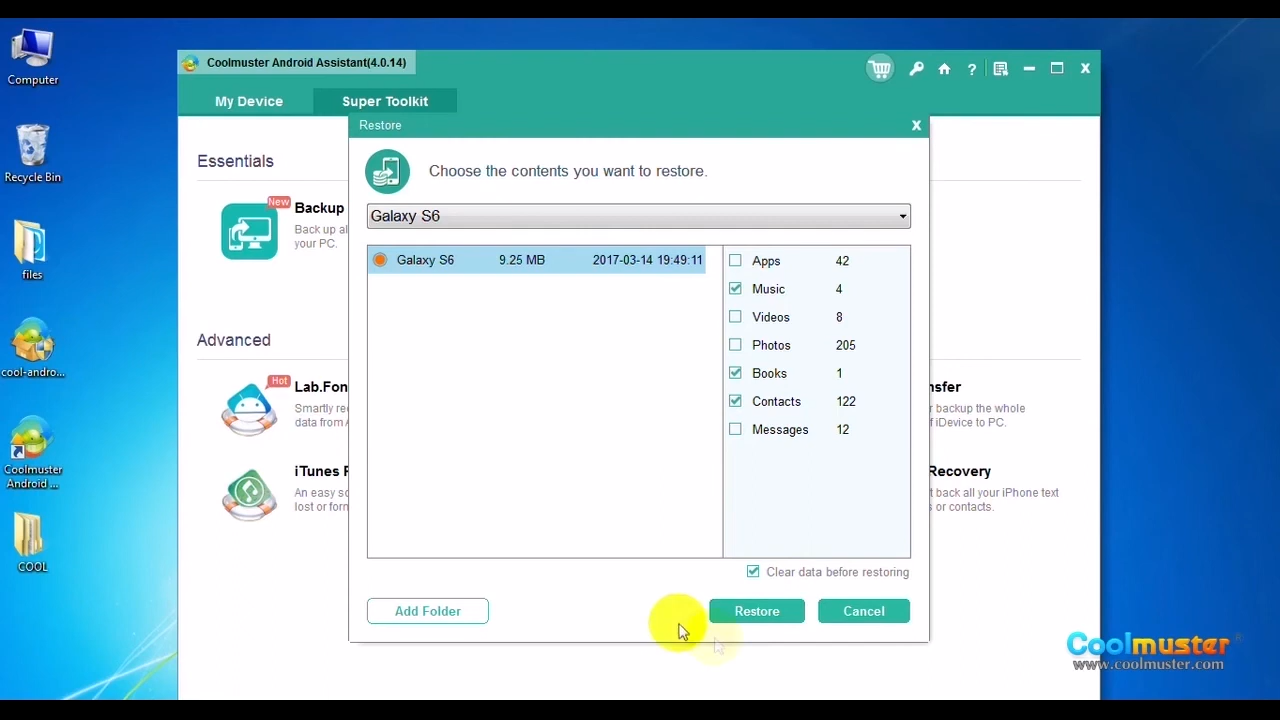 Computer
Recycle Bin
files
cool-andro...
Coolmuster
Android ...
COOL
Coolmuster Android Assistant(4.0.14)
?
X
My Device
Super Toolkit
Restore
X
Essentials
Choose the contents you want to restore.
New
Backup
Back up al
your PC.
Galaxy S6
Galaxy S6 9.25 MB 2017-03-14 19:49:11
Apps 42
Music 4
Videos 8
Photos 205
Books 1
Contacts 122
Messages 12
Advanced
Hot
Lab.Fon
Smartly re
data from
nsfer
r backup the whole
f iDevice to PC.
iTunes
An easy so
lost or forn
Recovery
t back all your iPhone text
s or contacts.
Clear data before restoring
Add Folder
Restore
Cancel
Coolmuster®
www.coolmuster.com